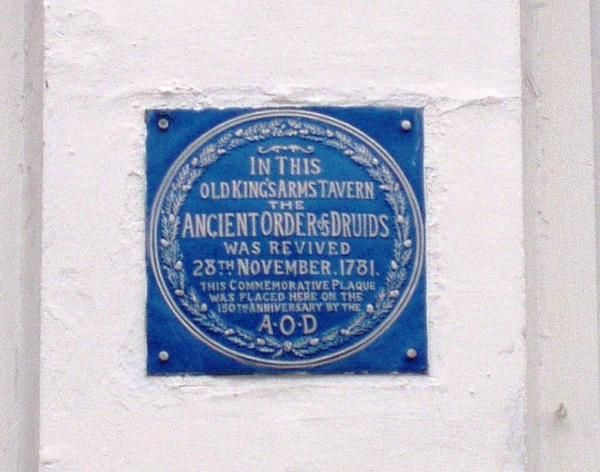 IN THIS
OLD KING'S ARMS TAVERN
THE
ANCIENT ORDER of DRUIDS
WAS REVIVED
28TH NOVEMBER. 1781.
THIS COMMEMORATIVE PLAQUE
WAS PLACED HERE ON THE
150TH ANNIVERSARY BY THE
A·O·D